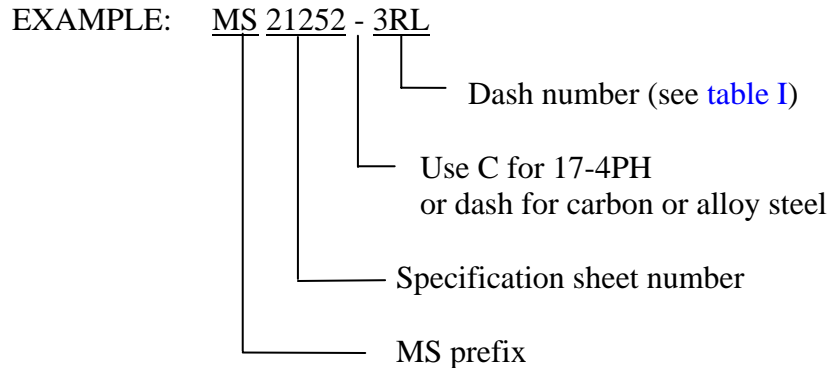 EXAMPLE: MS 21252 - 3RL
Dash number (see table I)
Use C for 17-4PH
or dash for carbon or alloy steel
Specification sheet number
MS prefix